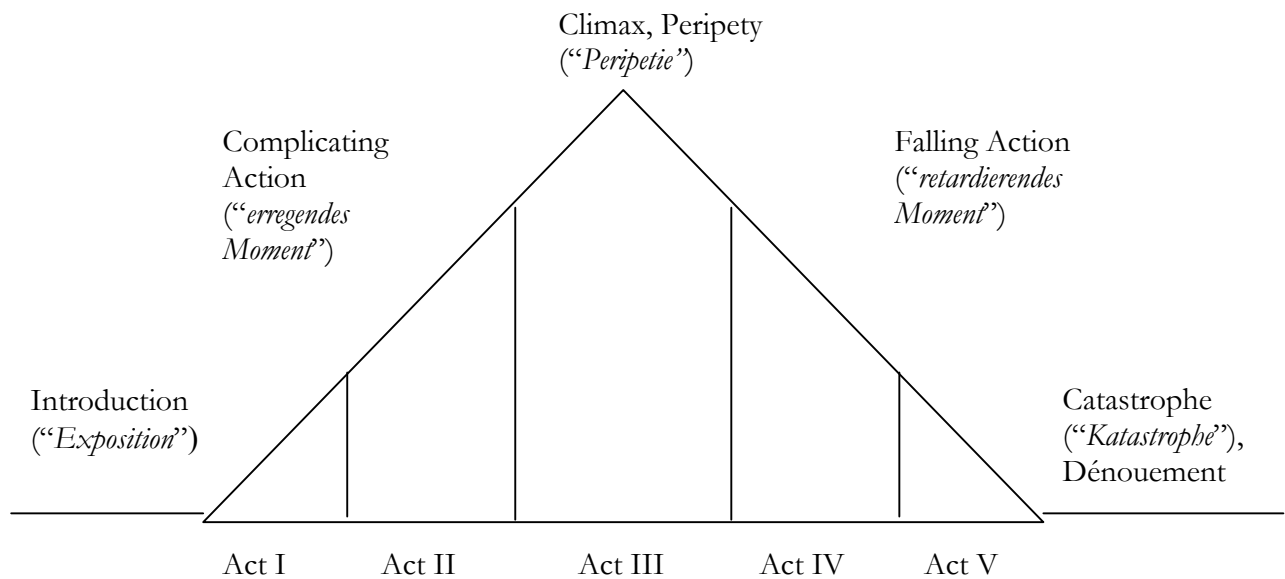 Climax, Peripety
(“Peripetie”)
Complicating
Action
(“erregendes
Moment”)
Falling Action
(“retardierendes
Moment”)
Introduction
(“Exposition”)
Catastrophe
(“Katastrophe”),
Dénouement
Act I Act II Act III Act IV Act V